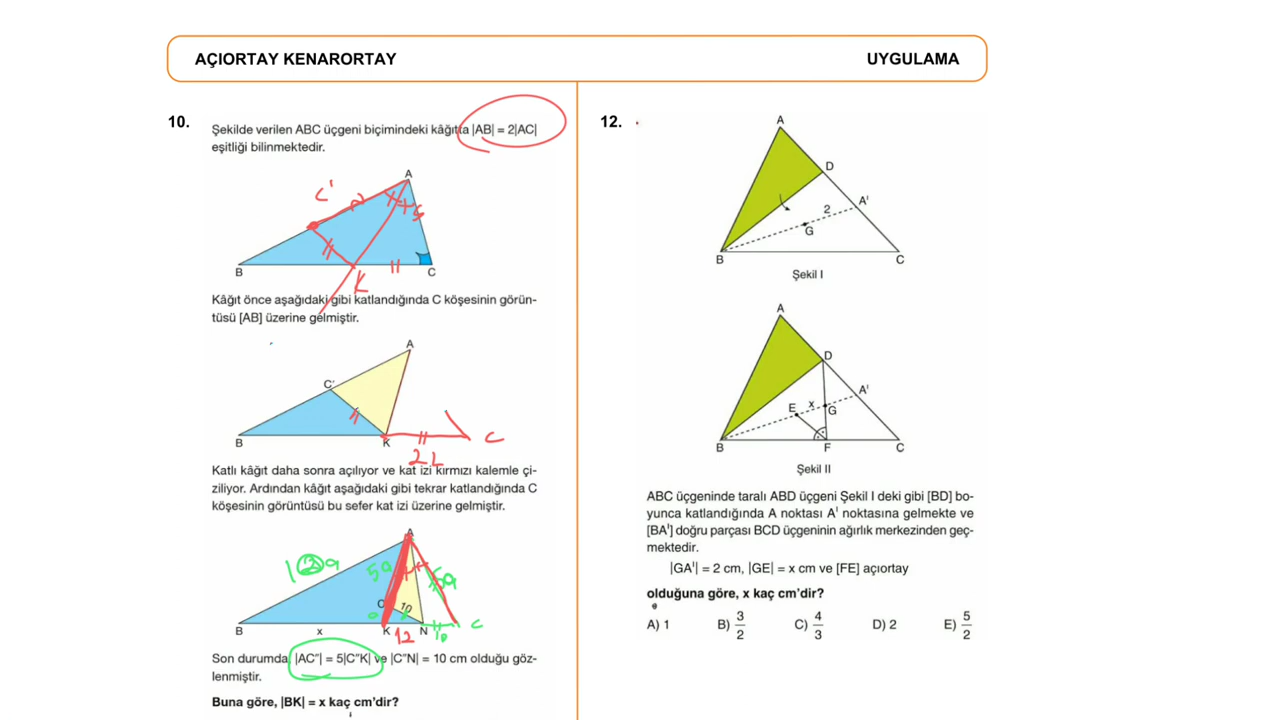 AÇIORTAY KENARORTAY
UYGULAMA
10.
Şekilde verilen ABC üçgeni biçimindeki kâğıtta |AB| = 2|AC|
eşitliği bilinmektedir.
A
C'
B
K
C
Kâğıt önce aşağıdaki gibi katlandığında C köşesinin görün-
tüsü [AB] üzerine gelmiştir.
A
C'
B
K
C
Katlı kâğıt daha sonra açılıyor ve kat izi kırmızı kalemle çi-
ziliyor. Ardından kâğıt aşağıdaki gibi tekrar katlandığında C
köşesinin görüntüsü bu sefer kat izi üzerine gelmiştir.
A
5a
10
B
x
K
N
C
12
Son durumda, |AC"| = 5|C"K| ve |C"N| = 10 cm olduğu göz-
lenmiştir.
Buna göre, |BK| = x kaç cm'dir?
12.
A
D
A'
2
G
B
C
Şekil I
A
D
A'
E
x
G
B
F
C
Şekil II
ABC üçgeninde taralı ABD üçgeni Şekil I deki gibi [BD] bo-
yunca katlandığında A noktası A' noktasına gelmekte ve
[BA'] doğru parçası BCD üçgeninin ağırlık merkezinden geç-
mektedir.
|GA'| = 2 cm, |GE| = x cm ve [FE] açıortay
olduğuna göre, x kaç cm'dir?
A) 1 B) 3/2 C) 4/3 D) 2 E) 5/2